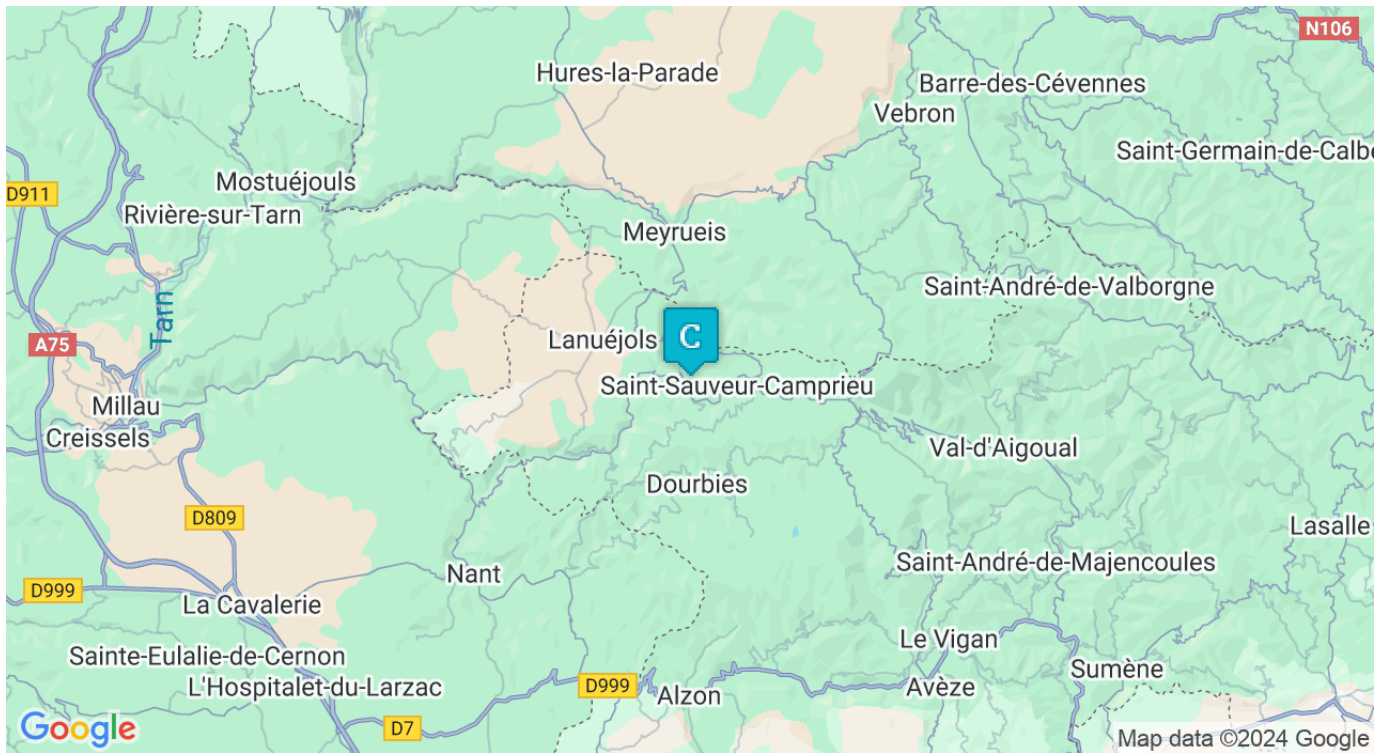 N106
Hures-la-Parade
Barre-des-Cévennes
Vebron
Saint-Germain-de-Calbe
Mostuéjouls
D911
Rivière-sur-Tarn
Meyrueis
Saint-André-de-Valborgne
Tarn
A75
Lanuéjols
C
Saint-Sauveur-Camprieu
Millau
Creissels
Val-d'Aigoual
Dourbies
D809
Lasalle
Saint-André-de-Majencoules
Nant
D999
La Cavalerie
Le Vigan
Sainte-Eulalie-de-Cernon
Sumène
L'Hospitalet-du-Larzac
D999
Alzon
Avèze
D7
Google
Map data ©2024 Google